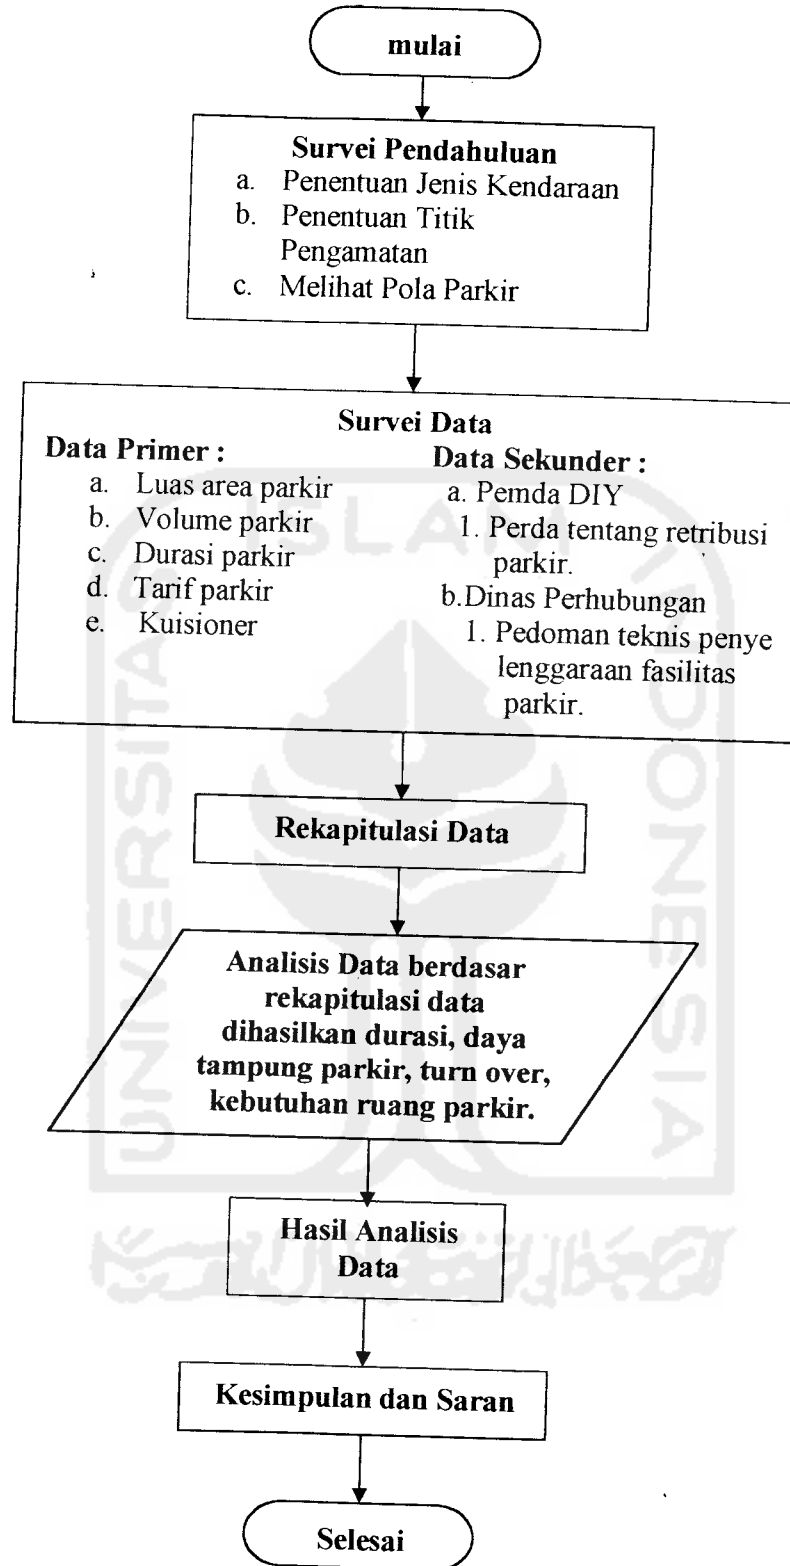 mulai
Survei Pendahuluan
a. Penentuan Jenis Kendaraan
b. Penentuan Titik
Pengamatan
c. Melihat Pola Parkir
Survei Data
Data Primer :
a. Luas area parkir
b. Volume parkir
c. Durasi parkir
d. Tarif parkir
e. Kuisioner
Data Sekunder :
a. Pemda DIY
1. Perda tentang retribusi
parkir.
b.Dinas Perhubungan
1. Pedoman teknis penye
lenggaraan fasilitas
parkir.
Rekapitulasi Data
Analisis Data berdasar
rekapitulasi data
dihasilkan durasi, daya
tampung parkir, turn over,
kebutuhan ruang parkir.
Hasil Analisis
Data
Kesimpulan dan Saran
Selesai
UNIVERSITAS
ISLAM
INDONESIA